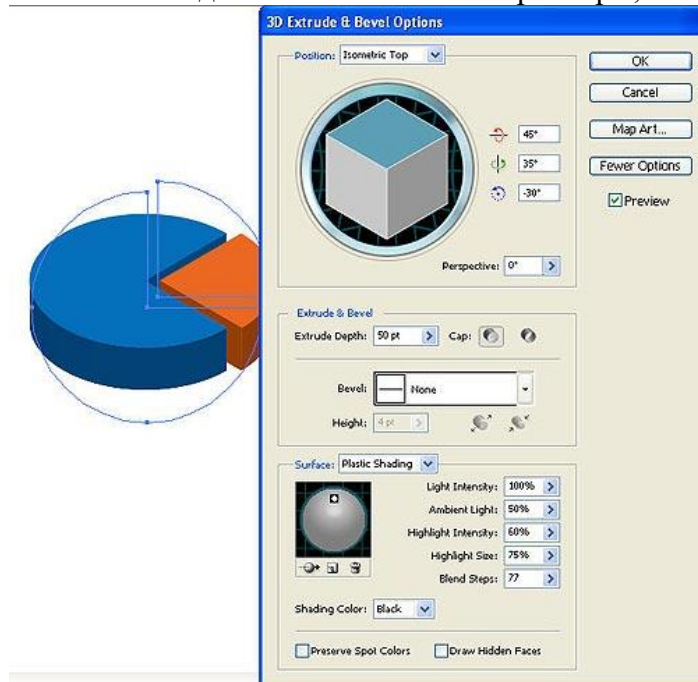 3D Extrude & Bevel Options
Position: Isometric Top
OK
Cancel
Map Art...
Fewer Options
Preview
45°
35°
-30°
Perspective: 0°
Extrude & Bevel
Extrude Depth: 50 pt Cap:
Bevel: None
Height: 4 pt
Surface: Plastic Shading
Light Intensity: 100%
Ambient Light: 50%
Highlight Intensity: 60%
Highlight Size: 75%
Blend Steps: 77
Shading Color: Black
Preserve Spot Colors Draw Hidden Faces